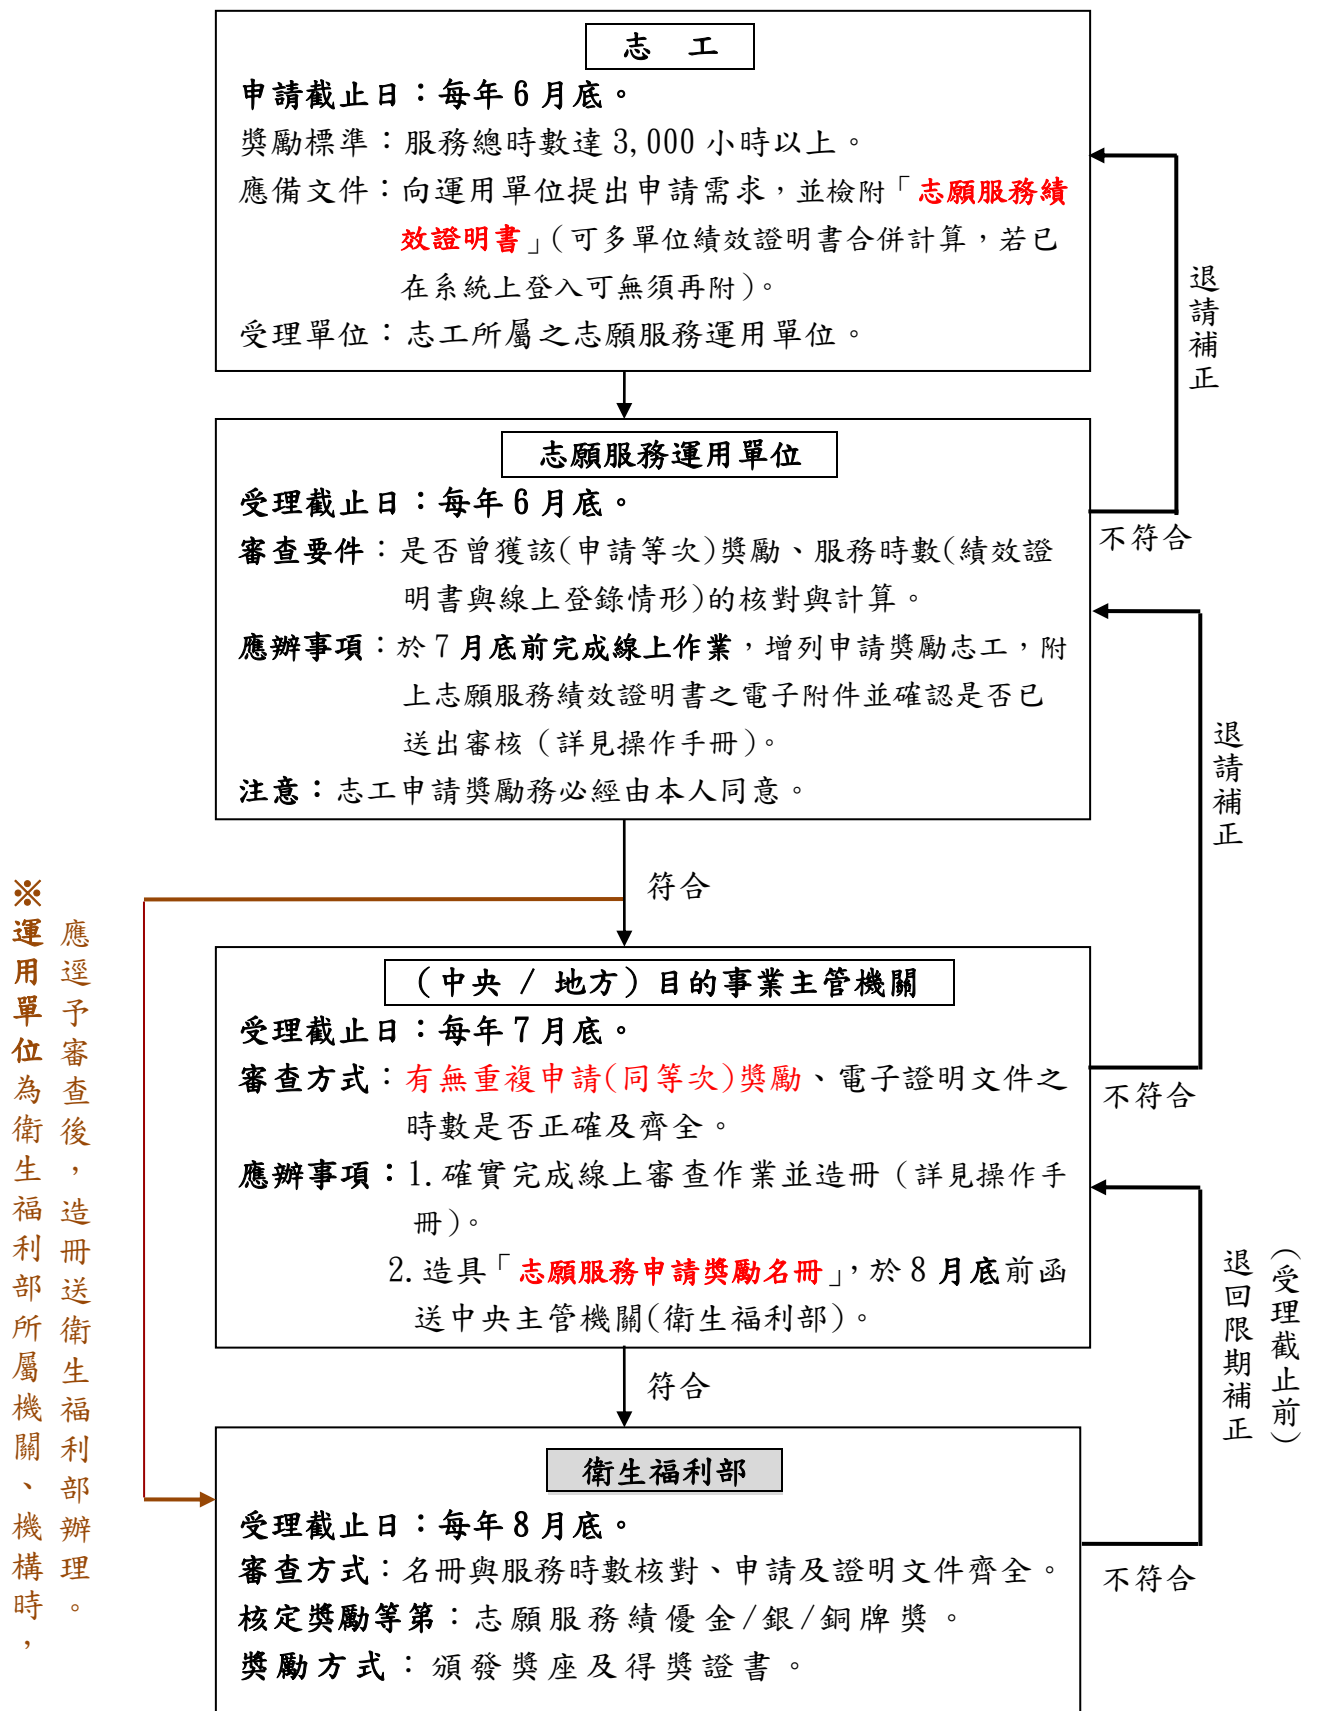 志　工
申請截止日：每年6月底。
獎勵標準：服務總時數達3,000小時以上。
應備文件：向運用單位提出申請需求，並檢附「志願服務績
效證明書」(可多單位績效證明書合併計算，若已
在系統上登入可無須再附)。
受理單位：志工所屬之志願服務運用單位。
退請補正
志願服務運用單位
受理截止日：每年6月底。
審查要件：是否曾獲該(申請等次)獎勵、服務時數(績效證
明書與線上登錄情形)的核對與計算。
應辦事項：於7月底前完成線上作業，增列申請獎勵志工，附
上志願服務績效證明書之電子附件並確認是否已
送出審核（詳見操作手冊)。
注意：志工申請獎勵務必經由本人同意。
不符合
退請補正
符合
※運用單位為衛生福利部所屬機關、機構時，
應逕予審查後，造冊送衛生福利部辦理。
（中央 / 地方）目的事業主管機關
受理截止日：每年7月底。
審查方式：有無重複申請(同等次)獎勵、電子證明文件之
時數是否正確及齊全。
應辦事項：1.確實完成線上審查作業並造冊（詳見操作手
冊)。
2.造具「志願服務申請獎勵名冊」，於8月底前函
送中央主管機關(衛生福利部)。
不符合
（受理截止前）
退回限期補正
符合
衛生福利部
受理截止日：每年8月底。
審查方式：名冊與服務時數核對、申請及證明文件齊全。
核定獎勵等第：志願服務績優金/銀/銅牌獎。
獎勵方式：頒發獎座及得獎證書。
不符合